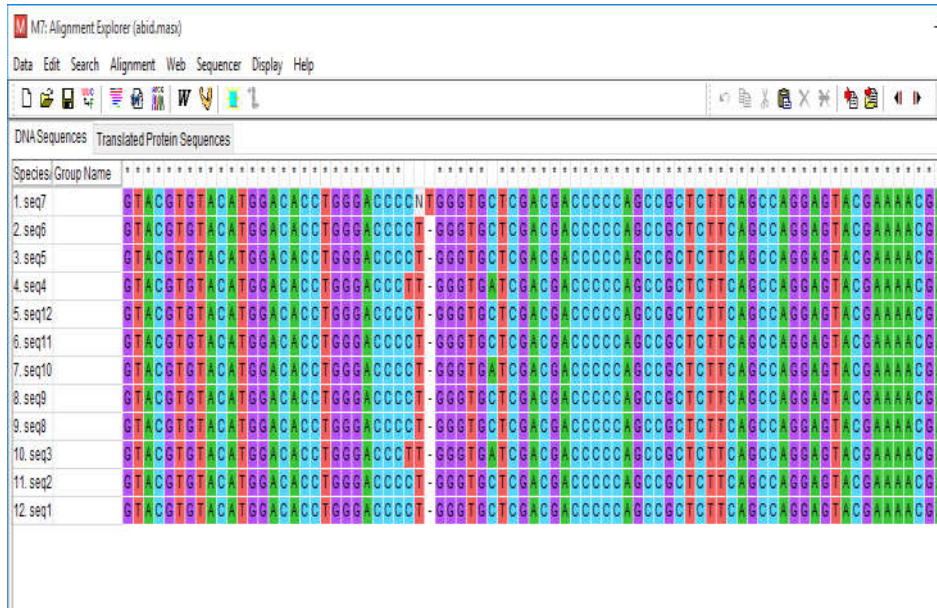 M M7: Alignment Explorer (abid.masx)
Data Edit Search Alignment Web Sequencer Display Help
W
DNA Sequences Translated Protein Sequences
Species/ Group Name *************************** ***** ******************************************
1. seq7 GTACGTGTACATGGACACCTGGGACCCCNTGGGTGCTCGACGACCCCCAGCCGCTCTTCAGCCAGGAGTACGAAAACG
2. seq6 GTACGTGTACATGGACACCTGGGACCCCT-GGGTGCTCGACGACCCCCAGCCGCTCTTCAGCCAGGAGTACGAAAACG
3. seq5 GTACGTGTACATGGACACCTGGGACCCCT-GGGTGCTCGACGACCCCCAGCCGCTCTTCAGCCAGGAGTACGAAAACG
4. seq4 GTACGTGTACATGGACACCTGGGACCCTT-GGGTGATCGACGACCCCCAGCCGCTCTTCAGCCAGGAGTACGAAAACG
5. seq12 GTACGTGTACATGGACACCTGGGACCCCT-GGGTGCTCGACGACCCCCAGCCGCTCTTCAGCCAGGAGTACGAAAACG
6. seq11 GTACGTGTACATGGACACCTGGGACCCCT-GGGTGCTCGACGACCCCCAGCCGCTCTTCAGCCAGGAGTACGAAAACG
7. seq10 GTACGTGTACATGGACACCTGGGACCCCT-GGGTGATCGACGACCCCCAGCCGCTCTTCAGCCAGGAGTACGAAAACG
8. seq9 GTACGTGTACATGGACACCTGGGACCCCT-GGGTGCTCGACGACCCCCAGCCGCTCTTCAGCCAGGAGTACGAAAACG
9. seq8 GTACGTGTACATGGACACCTGGGACCCCT-GGGTGCTCGACGACCCCCAGCCGCTCTTCAGCCAGGAGTACGAAAACG
10. seq3 GTACGTGTACATGGACACCTGGGACCCTT-GGGTGATCGACGACCCCCAGCCGCTCTTCAGCCAGGAGTACGAAAACG
11. seq2 GTACGTGTACATGGACACCTGGGACCCCT-GGGTGCTCGACGACCCCCAGCCGCTCTTCAGCCAGGAGTACGAAAACG
12. seq1 GTACGTGTACATGGACACCTGGGACCCCT-GGGTGCTCGACGACCCCCAGCCGCTCTTCAGCCAGGAGTACGAAAACG